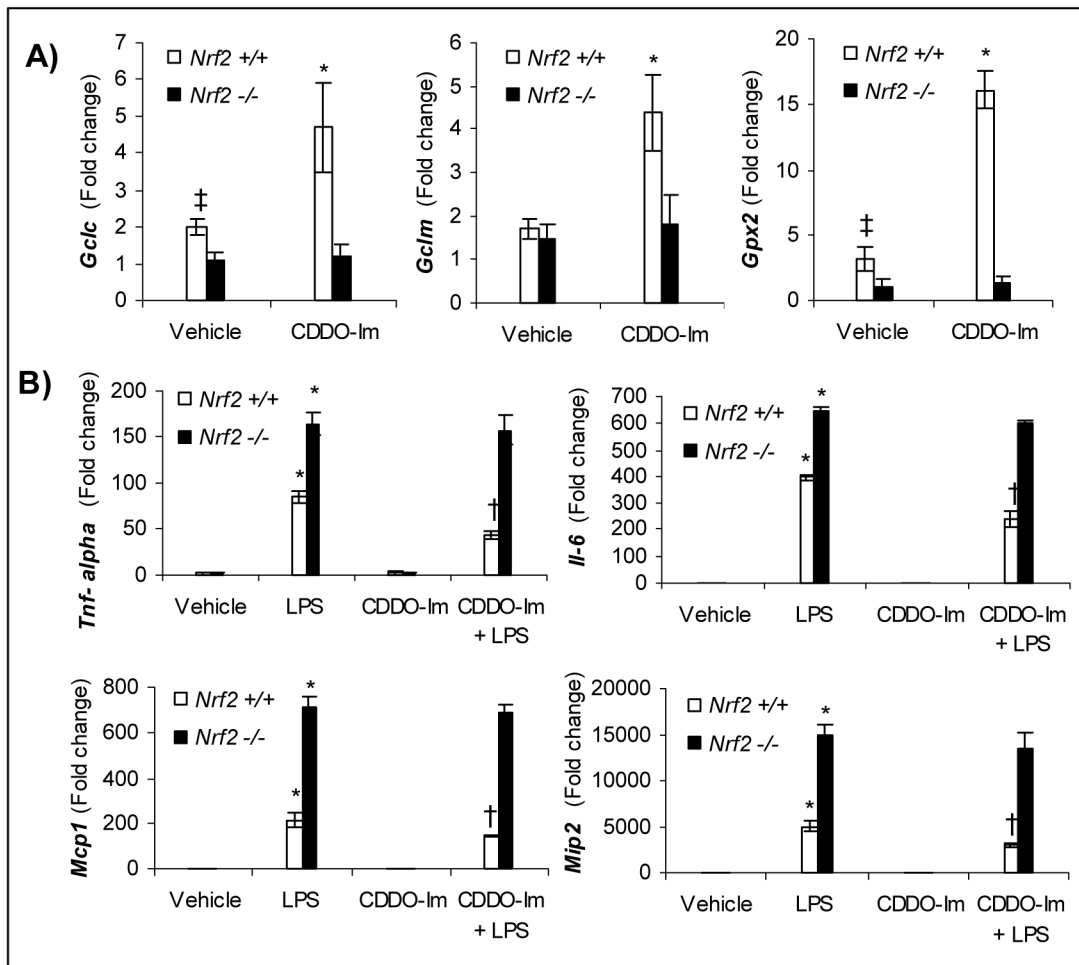 A)
Gclc (Fold change)
7
6
5
4
3
2
1
0
Nrf2 +/+
Nrf2 -/-
‡
*
Vehicle
CDDO-Im
Gclm (Fold change)
6
5
4
4
2
1
0
Nrf2 +/+
Nrf2 -/-
*
Vehicle
CDDO-Im
Gpx2 (Fold change)
20
15
10
5
0
Nrf2 +/+
Nrf2 -/-
‡
*
Vehicle
CDDO-Im
B)
Tnf- alpha (Fold change)
200
150
100
50
0
Nrf2 +/+
Nrf2 -/-
*
*
†
Vehicle
LPS
CDDO-Im
CDDO-Im
+ LPS
Il-6 (Fold change)
700
600
500
400
300
200
100
0
Nrf2 +/+
Nrf2 -/-
*
*
†
Vehicle
LPS
CDDO-Im
CDDO-Im
+ LPS
Mcp1 (Fold change)
800
600
400
200
0
Nrf2 +/+
Nrf2 -/-
*
*
†
Vehicle
LPS
CDDO-Im
CDDO-Im
+ LPS
Mip2 (Fold change)
20000
15000
10000
5000
0
Nrf2 +/+
Nrf2 -/-
*
*
†
Vehicle
LPS
CDDO-Im
CDDO-Im
+ LPS